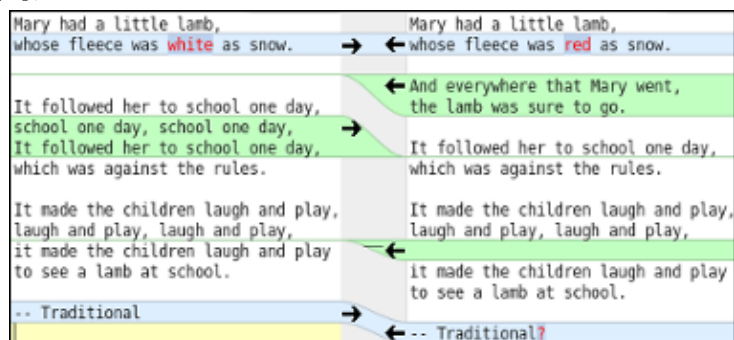 Mary had a little lamb,
whose fleece was white as snow.
It followed her to school one day,
school one day, school one day,
It followed her to school one day,
which was against the rules.
It made the children laugh and play,
laugh and play, laugh and play,
it made the children laugh and play
to see a lamb at school.
-- Traditional
Mary had a little lamb,
whose fleece was red as snow.
And everywhere that Mary went,
the lamb was sure to go.
It followed her to school one day,
which was against the rules.
It made the children laugh and play,
laugh and play, laugh and play,
it made the children laugh and play
to see a lamb at school.
-- Traditional?